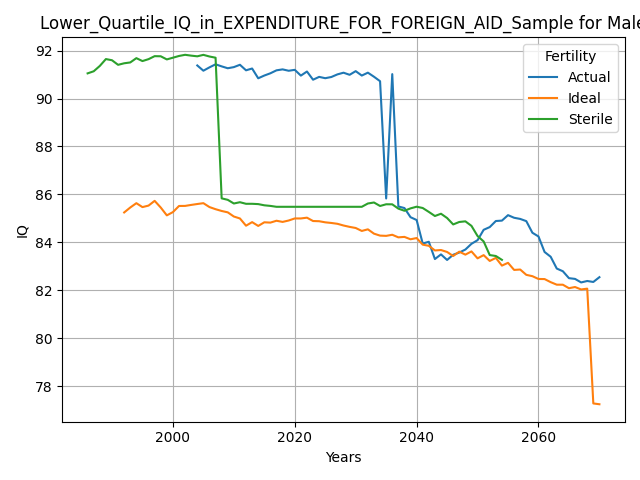 Lower_Quartile_IQ_in_EXPENDITURE_FOR_FOREIGN_AID_Sample for Male
Fertility
Actual
Ideal
Sterile
92
90
88
86
84
82
80
78
IQ
2000
2020
2040
2060
Years